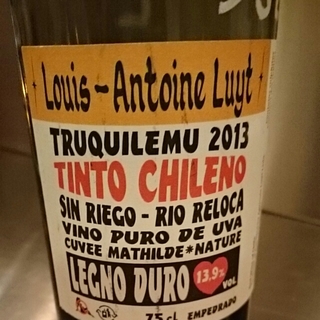 Louis-Antoine Luyt
TRUQUILEMU 2013
TINTO CHILENO
SIN RIEGO - RIO RELOCA
VINO PURO DE UVA
CUVEE MATHILDE*NATURE
LEGNO DURO 13,9% VOL
75 cl EMPEDRADO